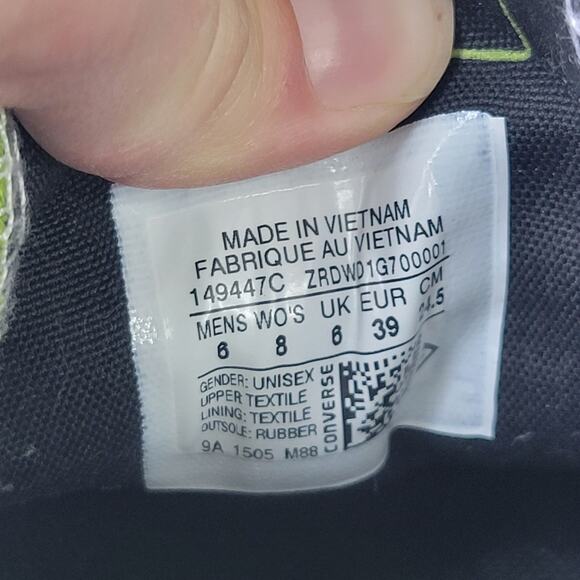 MADE IN VIETNAM
FABRIQUE AU VIETNAM
149447C ZRDWD1G700001
MENS WO'S UK EUR CM
6 8 6 39 24.5
GENDER: UNISEX
UPPER TEXTILE
LINING: TEXTILE
OUTSOLE: RUBBER
9A 1505 M88
CONVERSE